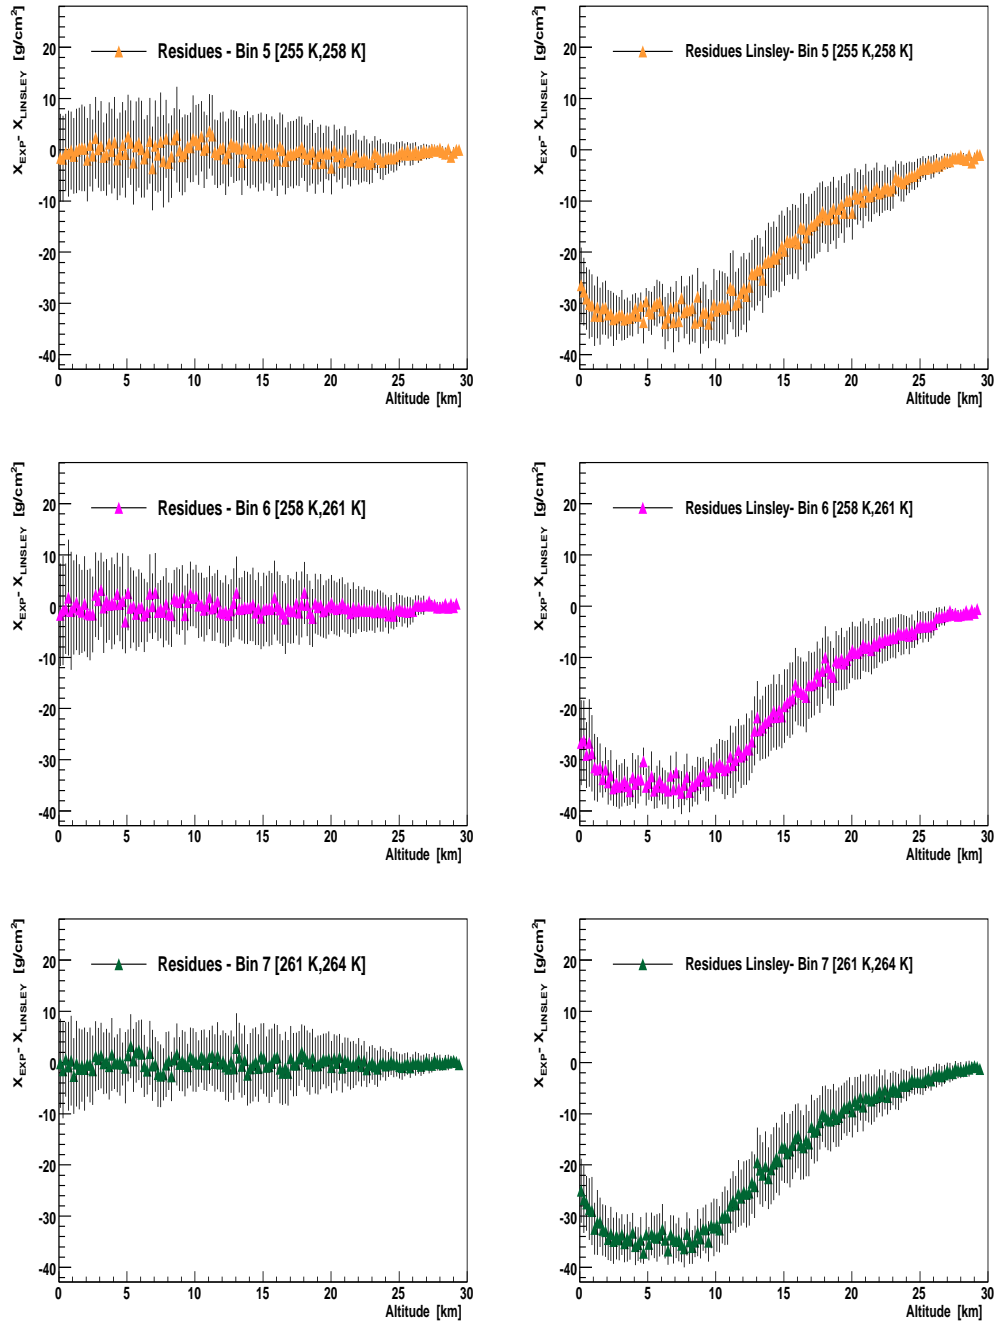 X_EXP- X_LINSLEY [g/cm²]
Residues - Bin 5 [255 K,258 K]
20
10
0
-10
-20
-30
-40
0 5 10 15 20 25 30
Altitude [km]
X_EXP- X_LINSLEY [g/cm²]
Residues Linsley- Bin 5 [255 K,258 K]
20
10
0
-10
-20
-30
-40
0 5 10 15 20 25 30
Altitude [km]
X_EXP- X_LINSLEY [g/cm²]
Residues - Bin 6 [258 K,261 K]
20
10
0
-10
-20
-30
-40
0 5 10 15 20 25 30
Altitude [km]
X_EXP- X_LINSLEY [g/cm²]
Residues Linsley- Bin 6 [258 K,261 K]
20
10
0
-10
-20
-30
-40
0 5 10 15 20 25 30
Altitude [km]
X_EXP- X_LINSLEY [g/cm²]
Residues - Bin 7 [261 K,264 K]
20
10
0
-10
-20
-30
-40
0 5 10 15 20 25 30
Altitude [km]
X_EXP- X_LINSLEY [g/cm²]
Residues Linsley- Bin 7 [261 K,264 K]
20
10
0
-10
-20
-30
-40
0 5 10 15 20 25 30
Altitude [km]